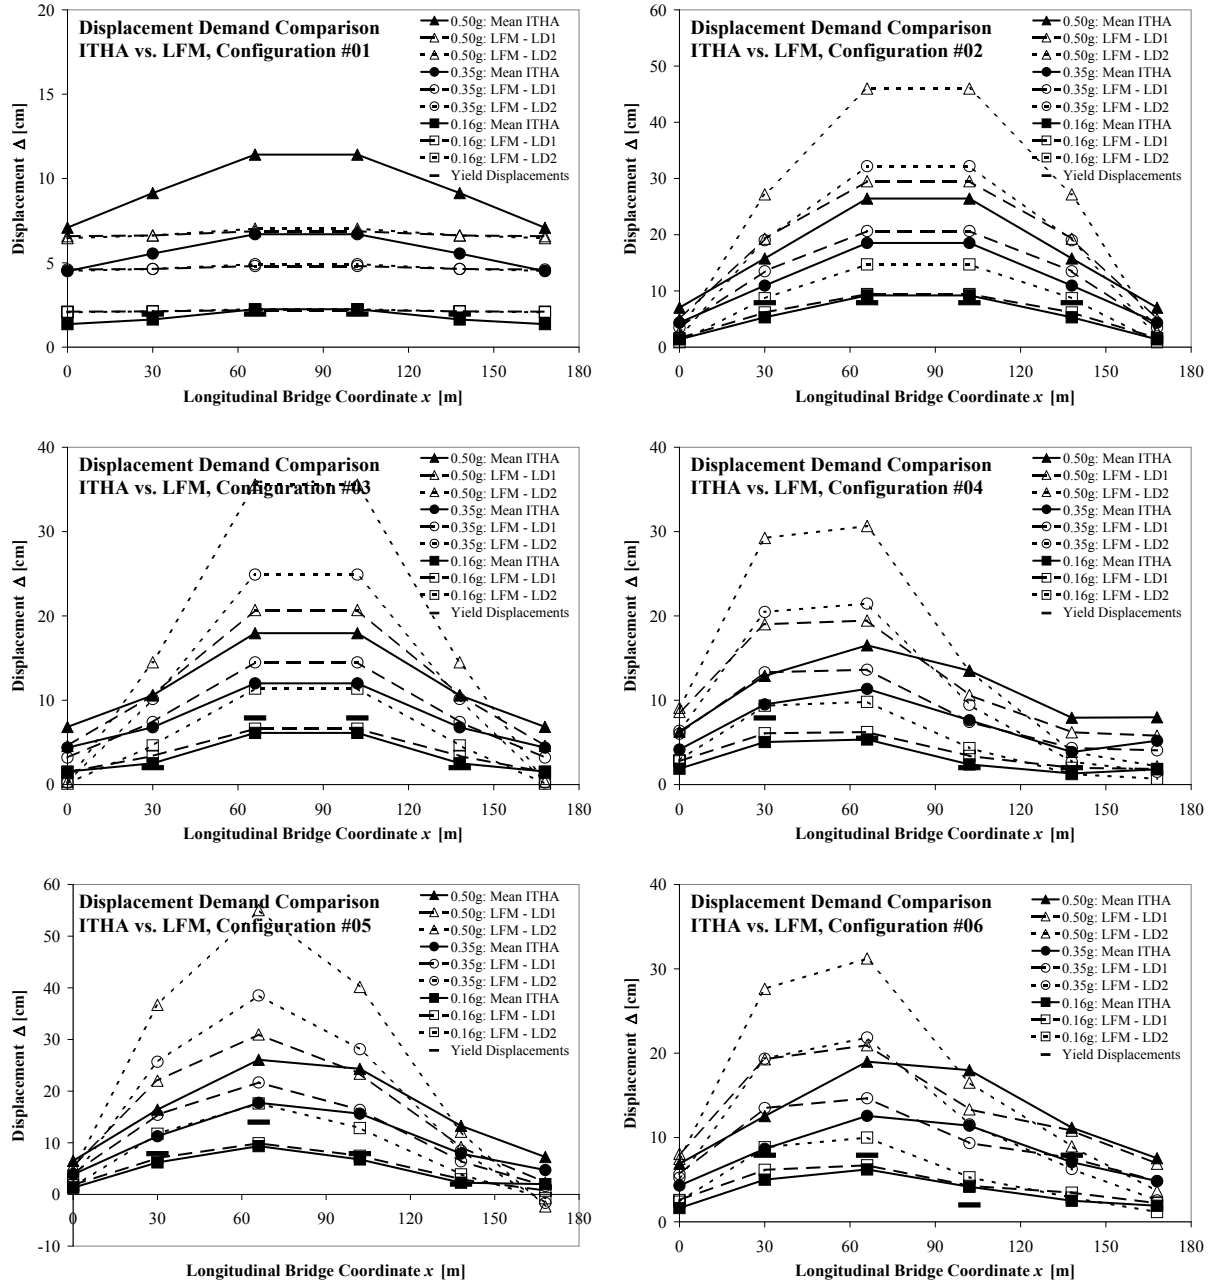 Displacement Demand Comparison
ITHA vs. LFM, Configuration #01
0.50g: Mean ITHA
0.50g: LFM - LD1
0.50g: LFM - LD2
0.35g: Mean ITHA
0.35g: LFM - LD1
0.35g: LFM - LD2
0.16g: Mean ITHA
0.16g: LFM - LD1
0.16g: LFM - LD2
Yield Displacements
Displacement Δ [cm]
20
15
10
5
0
0 30 60 90 120 150 180
Longitudinal Bridge Coordinate x [m]
Displacement Demand Comparison
ITHA vs. LFM, Configuration #02
0.50g: Mean ITHA
0.50g: LFM - LD1
0.50g: LFM - LD2
0.35g: Mean ITHA
0.35g: LFM - LD1
0.35g: LFM - LD2
0.16g: Mean ITHA
0.16g: LFM - LD1
0.16g: LFM - LD2
Yield Displacements
Displacement Δ [cm]
60
50
40
30
20
10
0
0 30 60 90 120 150 180
Longitudinal Bridge Coordinate x [m]
Displacement Demand Comparison
ITHA vs. LFM, Configuration #03
0.50g: Mean ITHA
0.50g: LFM - LD1
0.50g: LFM - LD2
0.35g: Mean ITHA
0.35g: LFM - LD1
0.35g: LFM - LD2
0.16g: Mean ITHA
0.16g: LFM - LD1
0.16g: LFM - LD2
Yield Displacements
Displacement Δ [cm]
40
30
20
10
0
0 30 60 90 120 150 180
Longitudinal Bridge Coordinate x [m]
Displacement Demand Comparison
ITHA vs. LFM, Configuration #04
0.50g: Mean ITHA
0.50g: LFM - LD1
0.50g: LFM - LD2
0.35g: Mean ITHA
0.35g: LFM - LD1
0.35g: LFM - LD2
0.16g: Mean ITHA
0.16g: LFM - LD1
0.16g: LFM - LD2
Yield Displacements
Displacement Δ [cm]
40
30
20
10
0
0 30 60 90 120 150 180
Longitudinal Bridge Coordinate x [m]
Displacement Demand Comparison
ITHA vs. LFM, Configuration #05
0.50g: Mean ITHA
0.50g: LFM - LD1
0.50g: LFM - LD2
0.35g: Mean ITHA
0.35g: LFM - LD1
0.35g: LFM - LD2
0.16g: Mean ITHA
0.16g: LFM - LD1
0.16g: LFM - LD2
Yield Displacements
Displacement Δ [cm]
60
50
40
30
20
10
0
-10
0 30 60 90 120 150 180
Longitudinal Bridge Coordinate x [m]
Displacement Demand Comparison
ITHA vs. LFM, Configuration #06
0.50g: Mean ITHA
0.50g: LFM - LD1
0.50g: LFM - LD2
0.35g: Mean ITHA
0.35g: LFM - LD1
0.35g: LFM - LD2
0.16g: Mean ITHA
0.16g: LFM - LD1
0.16g: LFM - LD2
Yield Displacements
Displacement Δ [cm]
40
30
20
10
0
0 30 60 90 120 150 180
Longitudinal Bridge Coordinate x [m]